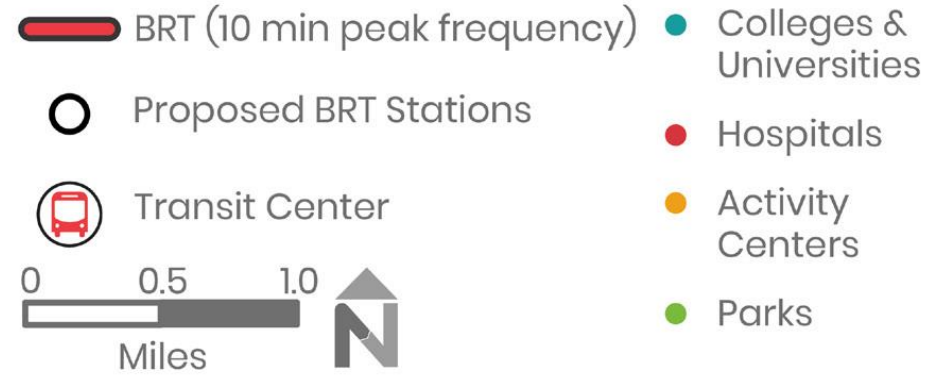 BRT (10 min peak frequency)
Proposed BRT Stations
Transit Center
0 0.5 1.0
Miles
N
Colleges &
Universities
Hospitals
Activity
Centers
Parks